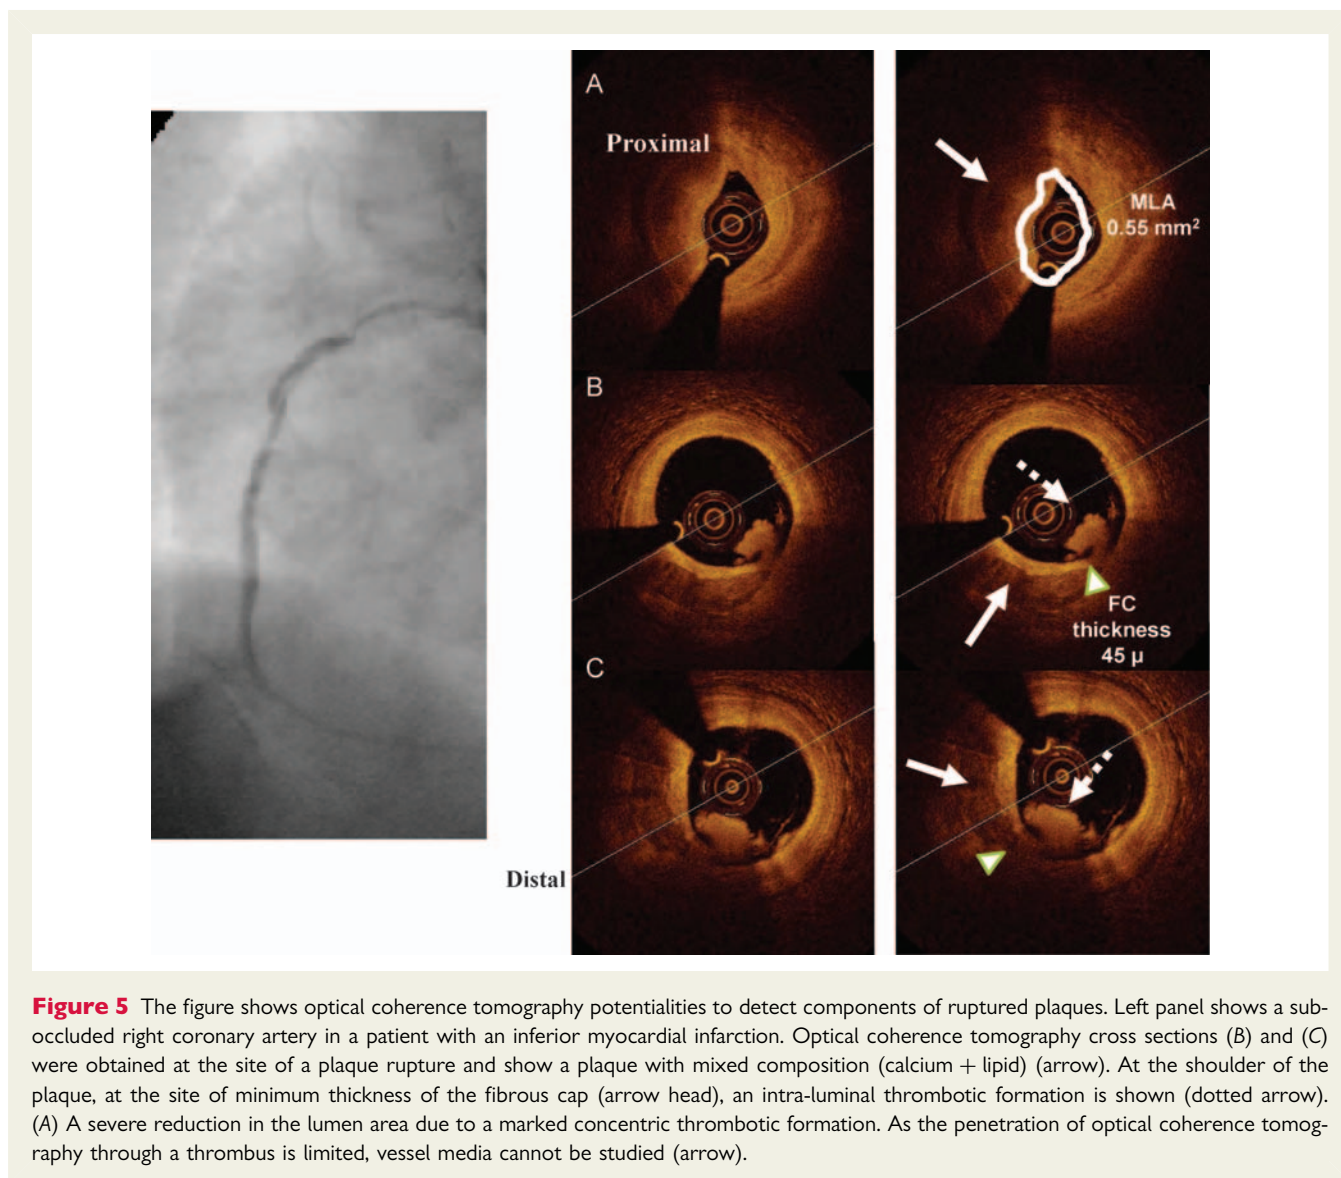 A
Proximal
MLA
0.55 mm²
B
FC
thickness
45 µ
C
Distal
Figure 5 The figure shows optical coherence tomography potentialities to detect components of ruptured plaques. Left panel shows a sub-
occluded right coronary artery in a patient with an inferior myocardial infarction. Optical coherence tomography cross sections (B) and (C)
were obtained at the site of a plaque rupture and show a plaque with mixed composition (calcium + lipid) (arrow). At the shoulder of the
plaque, at the site of minimum thickness of the fibrous cap (arrow head), an intra-luminal thrombotic formation is shown (dotted arrow).
(A) A severe reduction in the lumen area due to a marked concentric thrombotic formation. As the penetration of optical coherence tomog-
raphy through a thrombus is limited, vessel media cannot be studied (arrow).